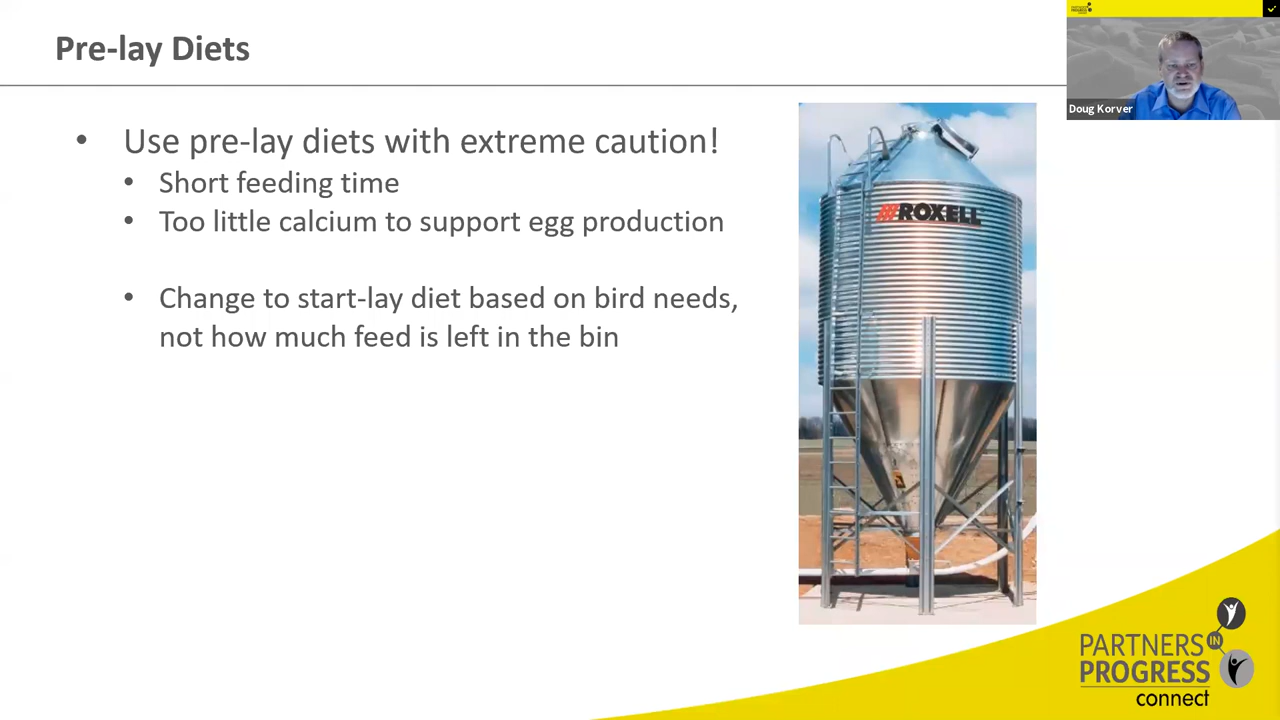 Pre-lay Diets
• Use pre-lay diets with extreme caution!
• Short feeding time
• Too little calcium to support egg production
• Change to start-lay diet based on bird needs,
not how much feed is left in the bin
ROXELL
Doug Korver
PARTNERS IN
PROGRESS
connect